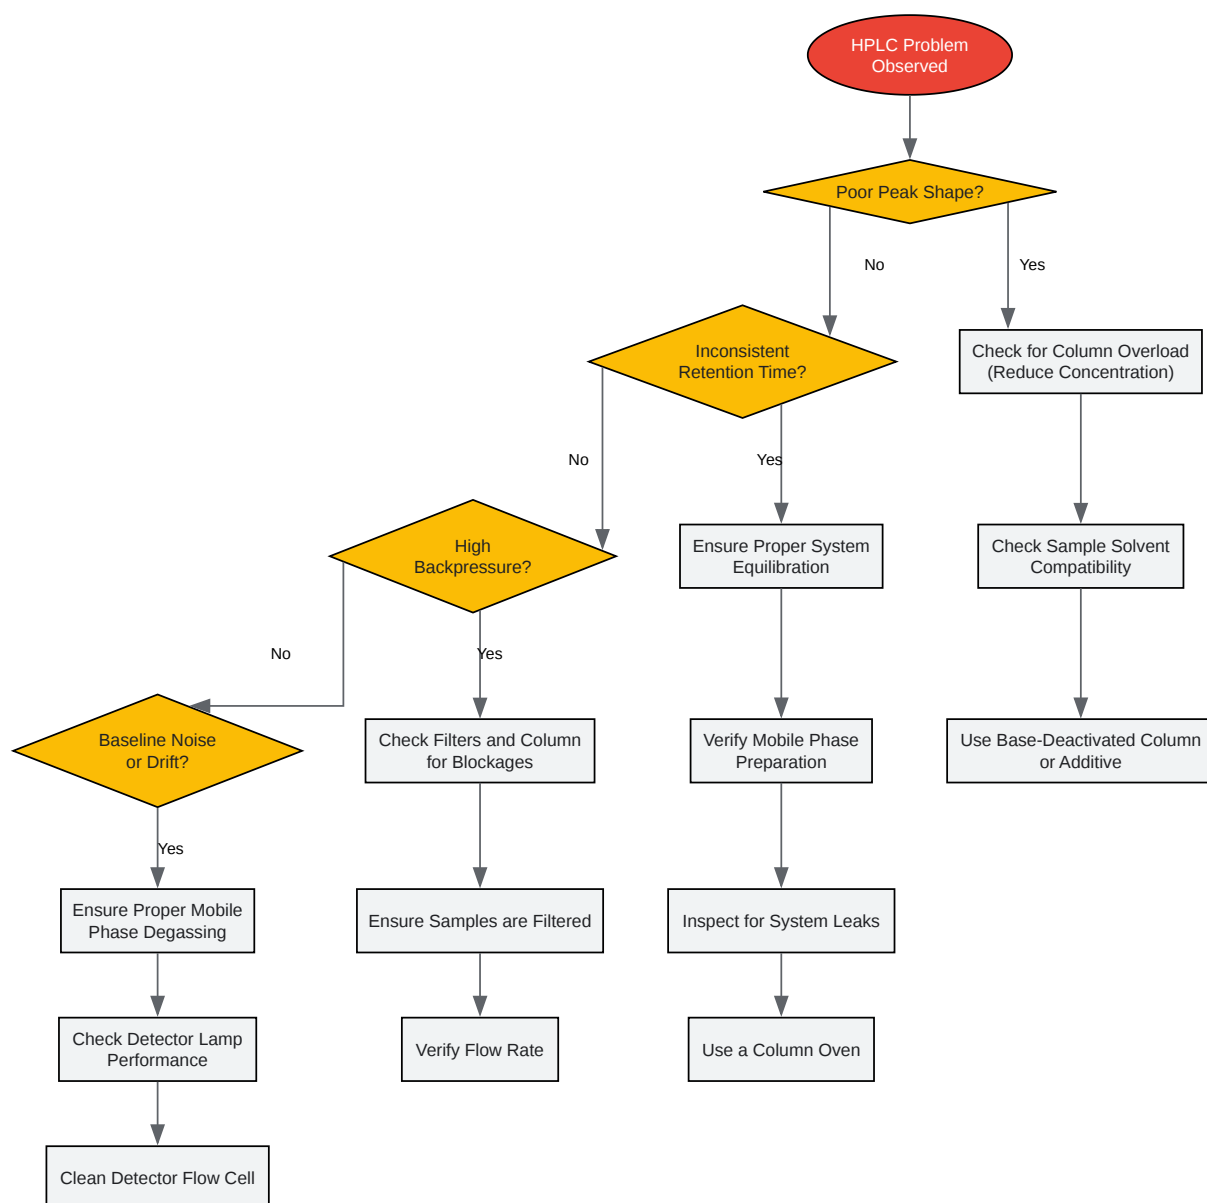 HPLC Problem
Observed
Poor Peak Shape?
No
Yes
Inconsistent
Retention Time?
Check for Column Overload
(Reduce Concentration)
No
Yes
High
Backpressure?
Ensure Proper System
Equilibration
Check Sample Solvent
Compatibility
No
Yes
Baseline Noise
or Drift?
Check Filters and Column
for Blockages
Verify Mobile Phase
Preparation
Use Base-Deactivated Column
or Additive
Yes
Ensure Proper Mobile
Phase Degassing
Ensure Samples are Filtered
Inspect for System Leaks
Check Detector Lamp
Performance
Verify Flow Rate
Use a Column Oven
Clean Detector Flow Cell